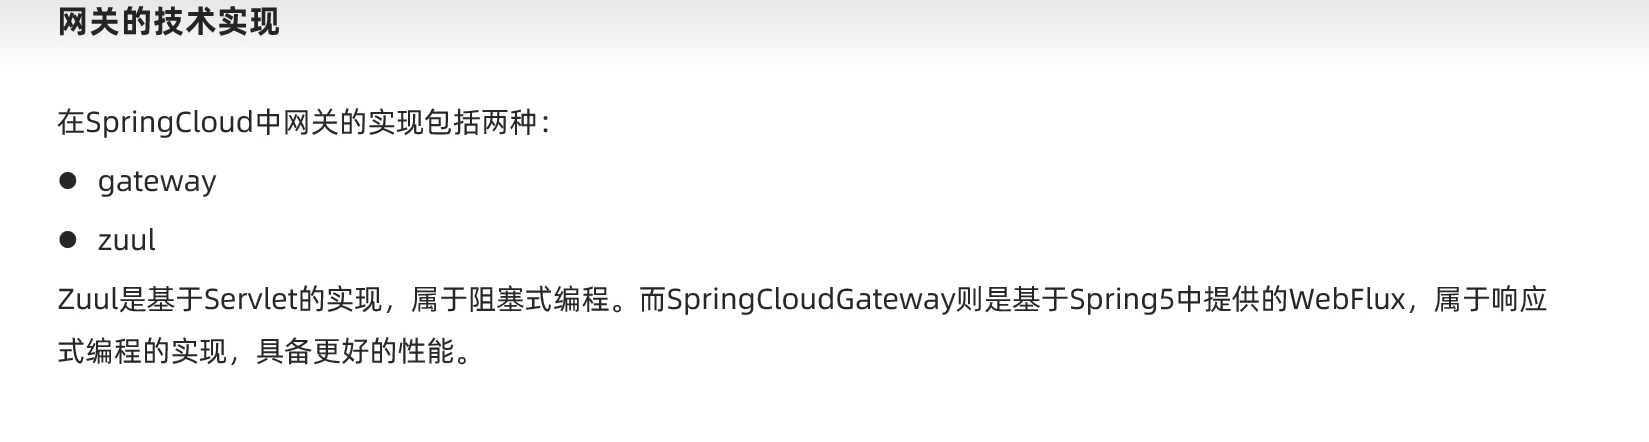 网关的技术实现
在SpringCloud中网关的实现包括两种：
● gateway
● zuul
Zuul是基于Servlet的实现，属于阻塞式编程。而SpringCloudGateway则是基于Spring5中提供的WebFlux，属于响应
式编程的实现，具备更好的性能。